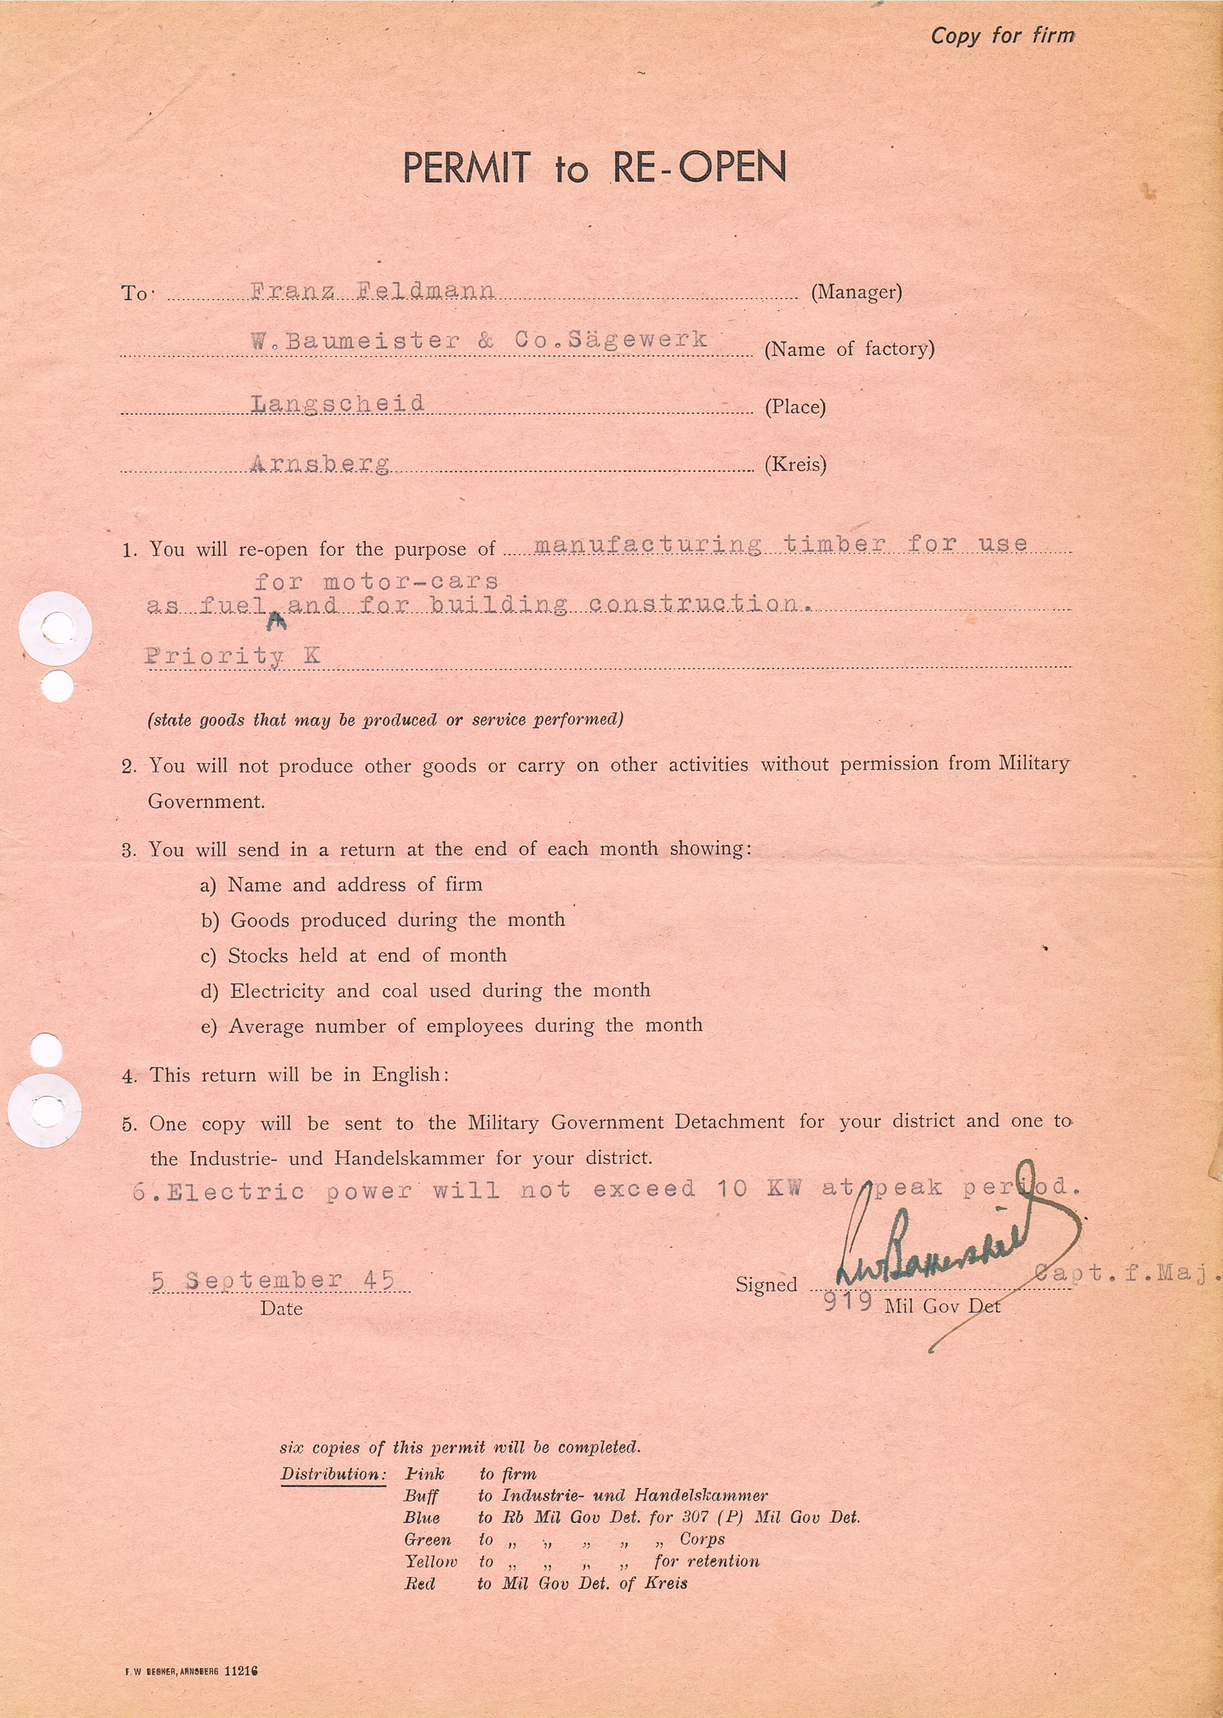 Copy for firm
PERMIT to RE-OPEN
To Franz Feldmann (Manager)
W.Baumeister & Co.Sägewerk (Name of factory)
Langscheid (Place)
Arnsberg (Kreis)
1. You will re-open for the purpose of manufacturing timber for use
for motor-cars
as fuel and for building construction.
Priority K
(state goods that may be produced or service performed)
2. You will not produce other goods or carry on other activities without permission from Military
Government.
3. You will send in a return at the end of each month showing:
a) Name and address of firm
b) Goods produced during the month
c) Stocks held at end of month
d) Electricity and coal used during the month
e) Average number of employees during the month
4. This return will be in English:
5. One copy will be sent to the Military Government Detachment for your district and one to
the Industrie- und Handelskammer for your district.
6.Electric power will not exceed 10 KW at peak period.
5 September 45
Date
Signed Capt.f.Maj.
919 Mil Gov Det
six copies of this permit will be completed.
Distribution: Pink to firm
Buff to Industrie- und Handelskammer
Blue to Rb Mil Gov Det. for 307 (P) Mil Gov Det.
Green to „ „ „ „ „ Corps
Yellow to „ „ „ „ for retention
Red to Mil Gov Det. of Kreis
F. W BECKER, ARNSBERG 11216